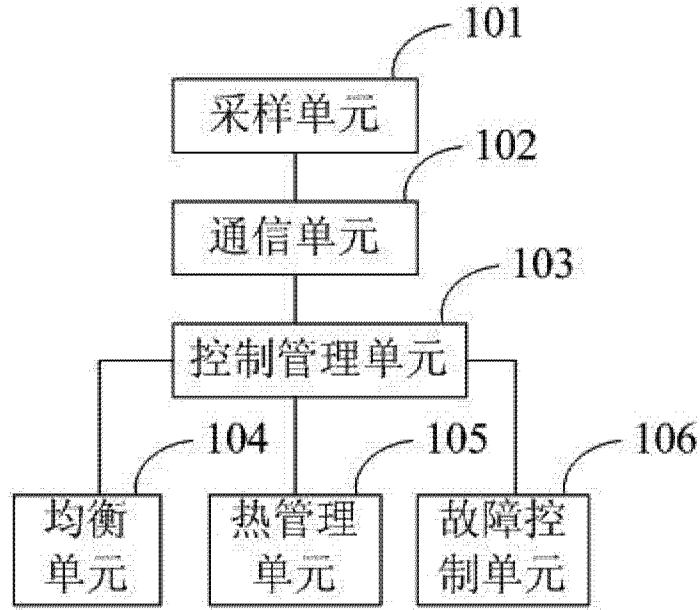 101
采样单元
102
通信单元
103
控制管理单元
104
105
106
均衡
单元
热管理
单元
故障控
制单元